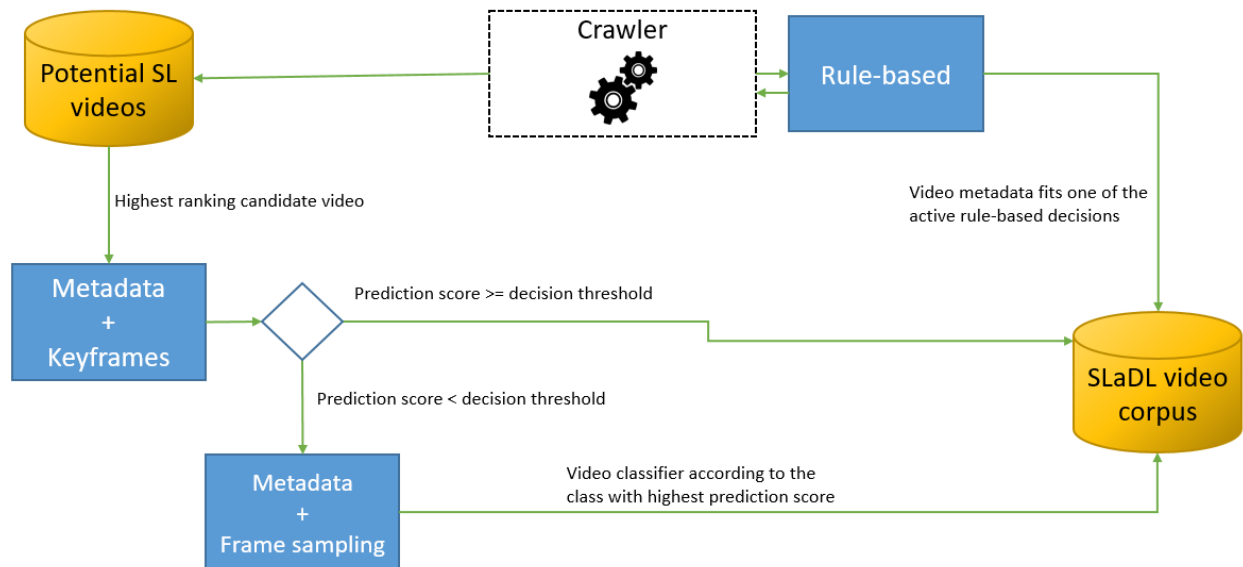 Crawler
Potential SL
videos
Rule-based
Highest ranking candidate video
Video metadata fits one of the
active rule-based decisions
Metadata
+
Keyframes
Prediction score >= decision threshold
Prediction score < decision threshold
SLaDL video
corpus
Metadata
+
Frame sampling
Video classifier according to the
class with highest prediction score